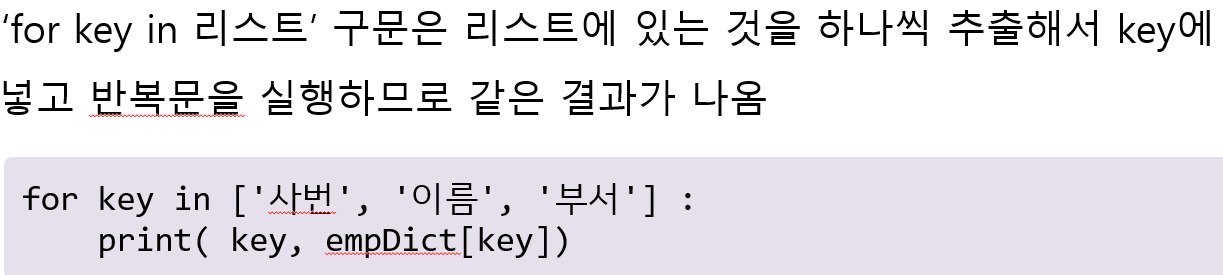 ‘for key in 리스트’ 구문은 리스트에 있는 것을 하나씩 추출해서 key에
넣고 반복문을 실행하므로 같은 결과가 나옴
for key in ['사번', '이름', '부서'] :
    print( key, empDict[key])